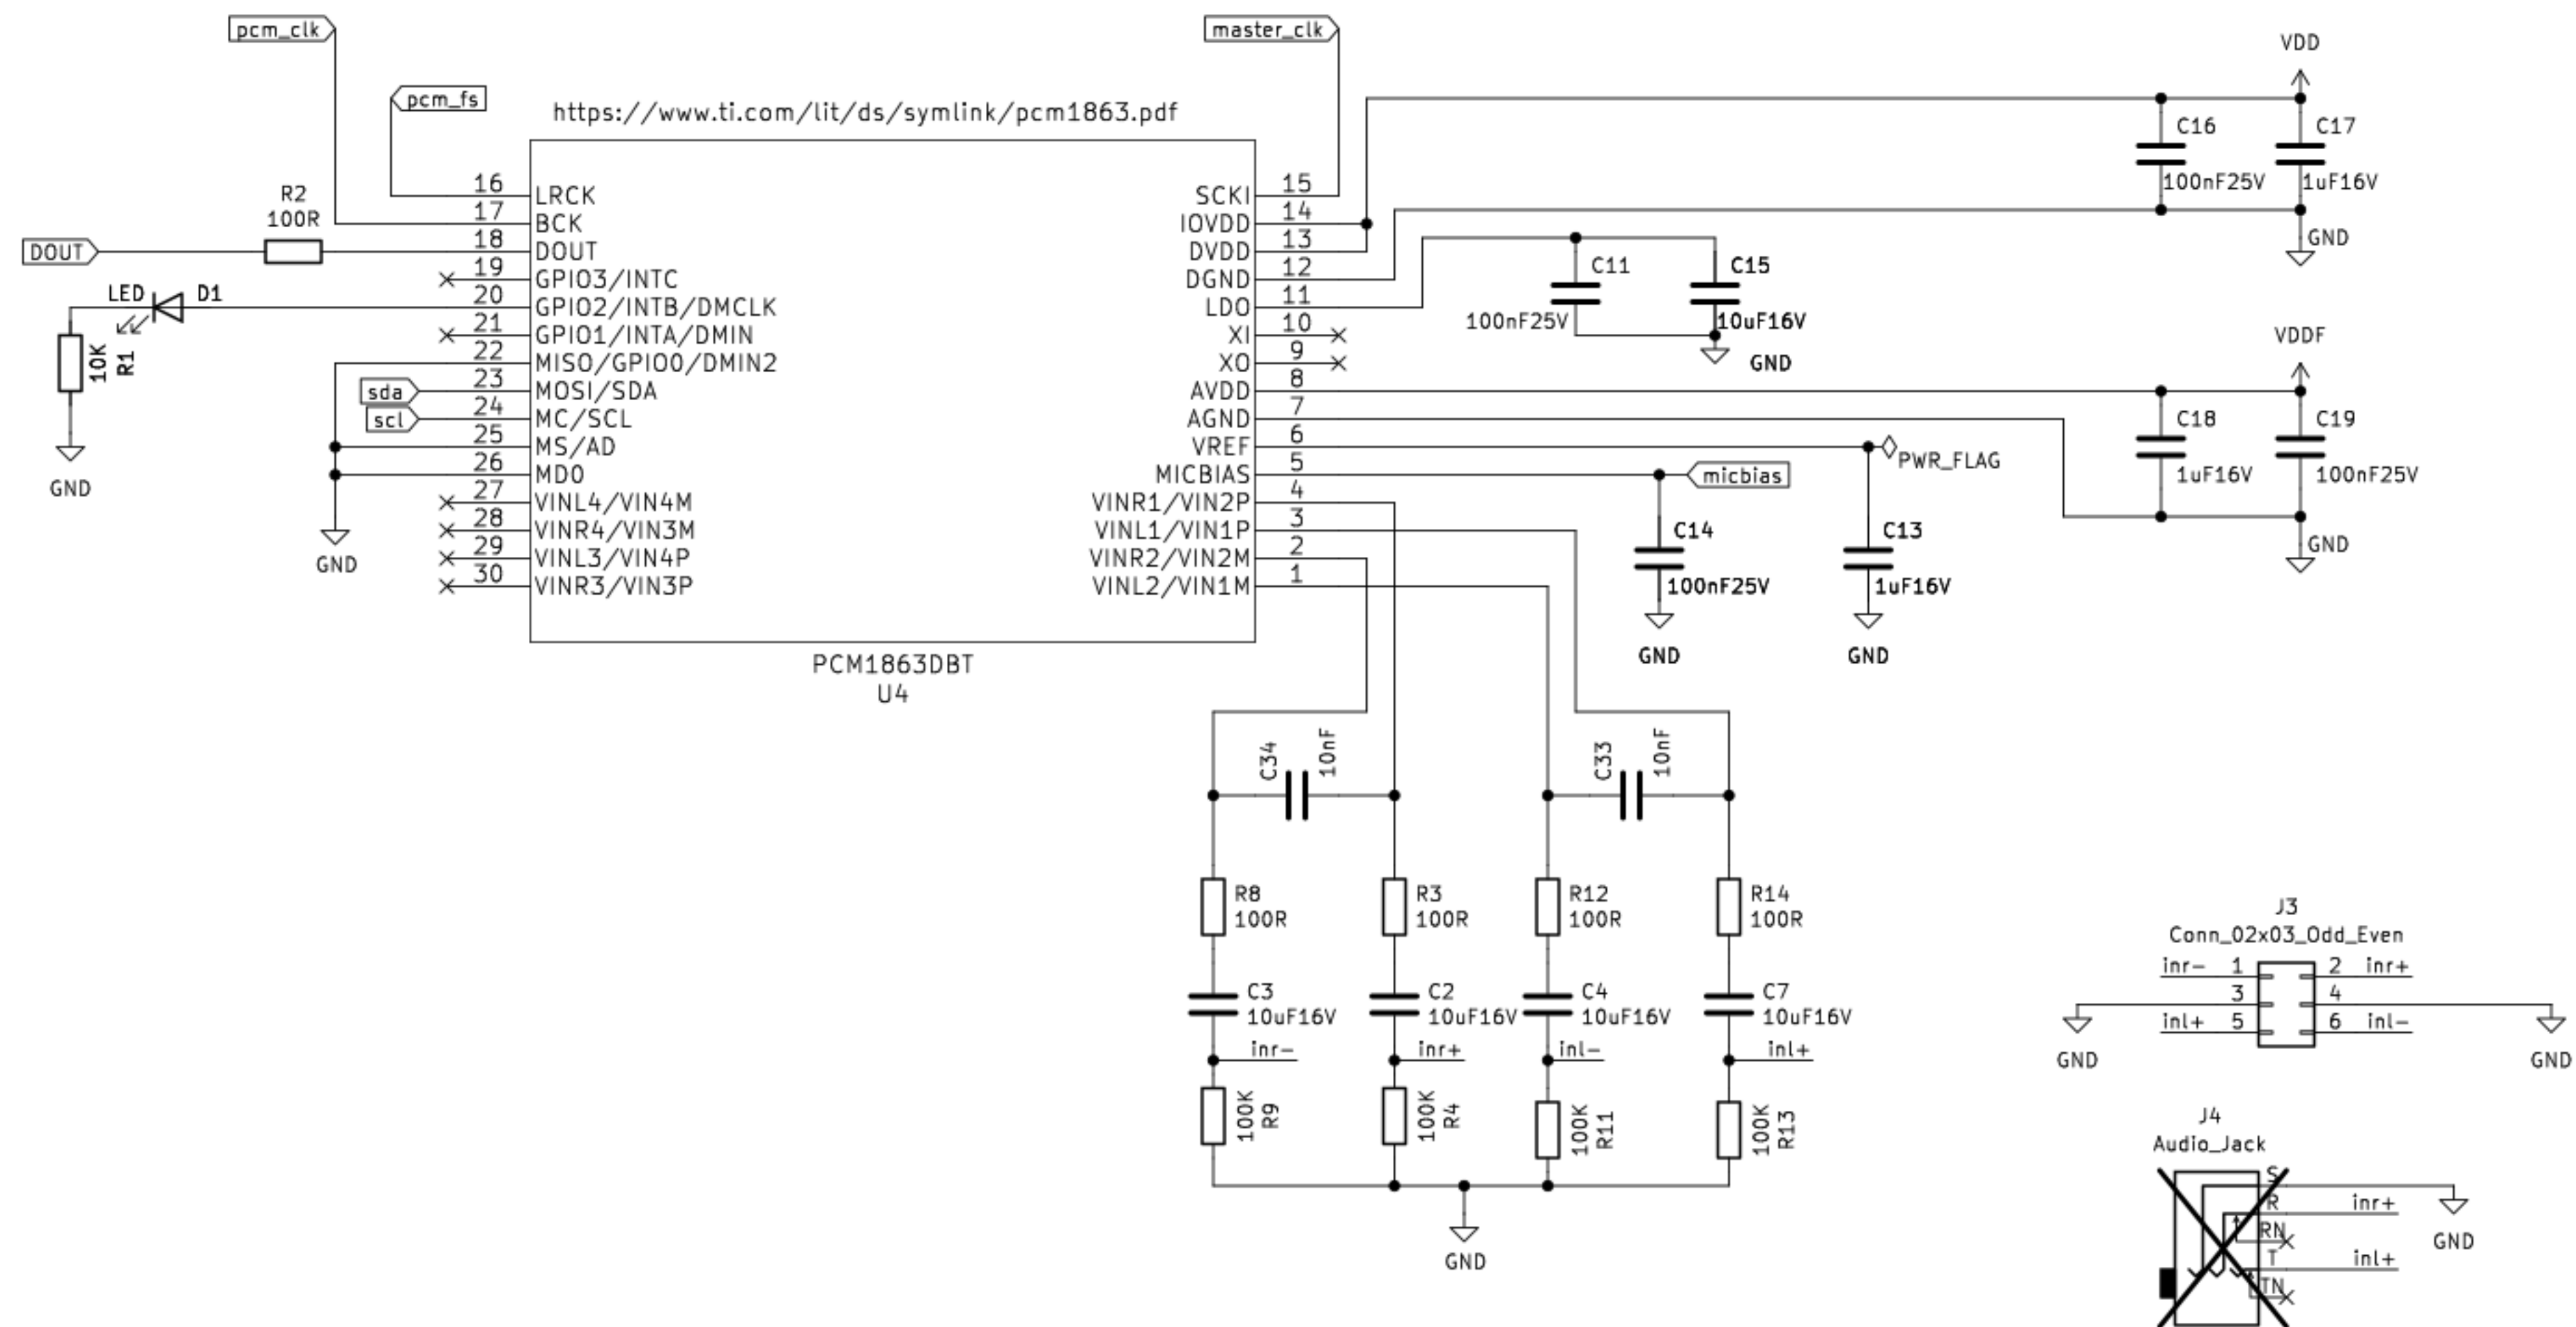 pcm_clk
master_clk
VDD
pcm_fs
https://www.ti.com/lit/ds/symlink/pcm1863.pdf
C16
100nF25V
C17
1uF16V
GND
R2
100R
DOUT
LED
D1
10K
R1
GND
sda
scl
GND
16 LRCK
17 BCK
18 DOUT
19 GPIO3/INTC
20 GPIO2/INTB/DMCLK
21 GPIO1/INTA/DMIN
22 MISO/GPIO0/DMIN2
23 MOSI/SDA
24 MC/SCL
25 MS/AD
26 MD0
27 VINL4/VIN4M
28 VINR4/VIN3M
29 VINL3/VIN4P
30 VINR3/VIN3P
SCKI 15
IOVDD 14
DVDD 13
DGND 12
LDO 11
XI 10
XO 9
AVDD 8
AGND 7
VREF 6
MICBIAS 5
VINR1/VIN2P 4
VINL1/VIN1P 3
VINR2/VIN2M 2
VINL2/VIN1M 1
PCM1863DBT
U4
C11
100nF25V
C15
10uF16V
GND
VDDF
C18
1uF16V
C19
100nF25V
GND
PWR_FLAG
micbias
C14
100nF25V
GND
C13
1uF16V
GND
C34
10nF
C33
10nF
R8
100R
R3
100R
R12
100R
R14
100R
C3
10uF16V
C2
10uF16V
C4
10uF16V
C7
10uF16V
inr-
inr+
inl-
inl+
100K
R9
100K
R4
100K
R11
100K
R13
GND
J3
Conn_02x03_Odd_Even
inr- 1 2 inr+
3 4
inl+ 5 6 inl-
GND
GND
J4
Audio_Jack
S
R inr+
RN
GND
T inl+
TN